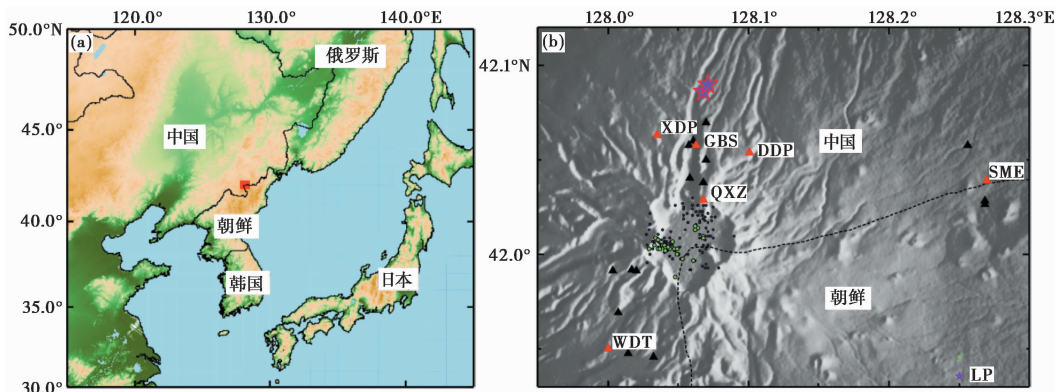 120.0° 130.0° 140.0°E
50.0°N
45.0°
40.0°
35.0°
30.0°
(a)
俄罗斯
中国
朝鲜
韩国
日本
128.0° 128.1° 128.2° 128.3°E
42.1°N
42.0°
(b)
XDP
GBS
DDP
中国
SME
QXZ
朝鲜
WDT
LP